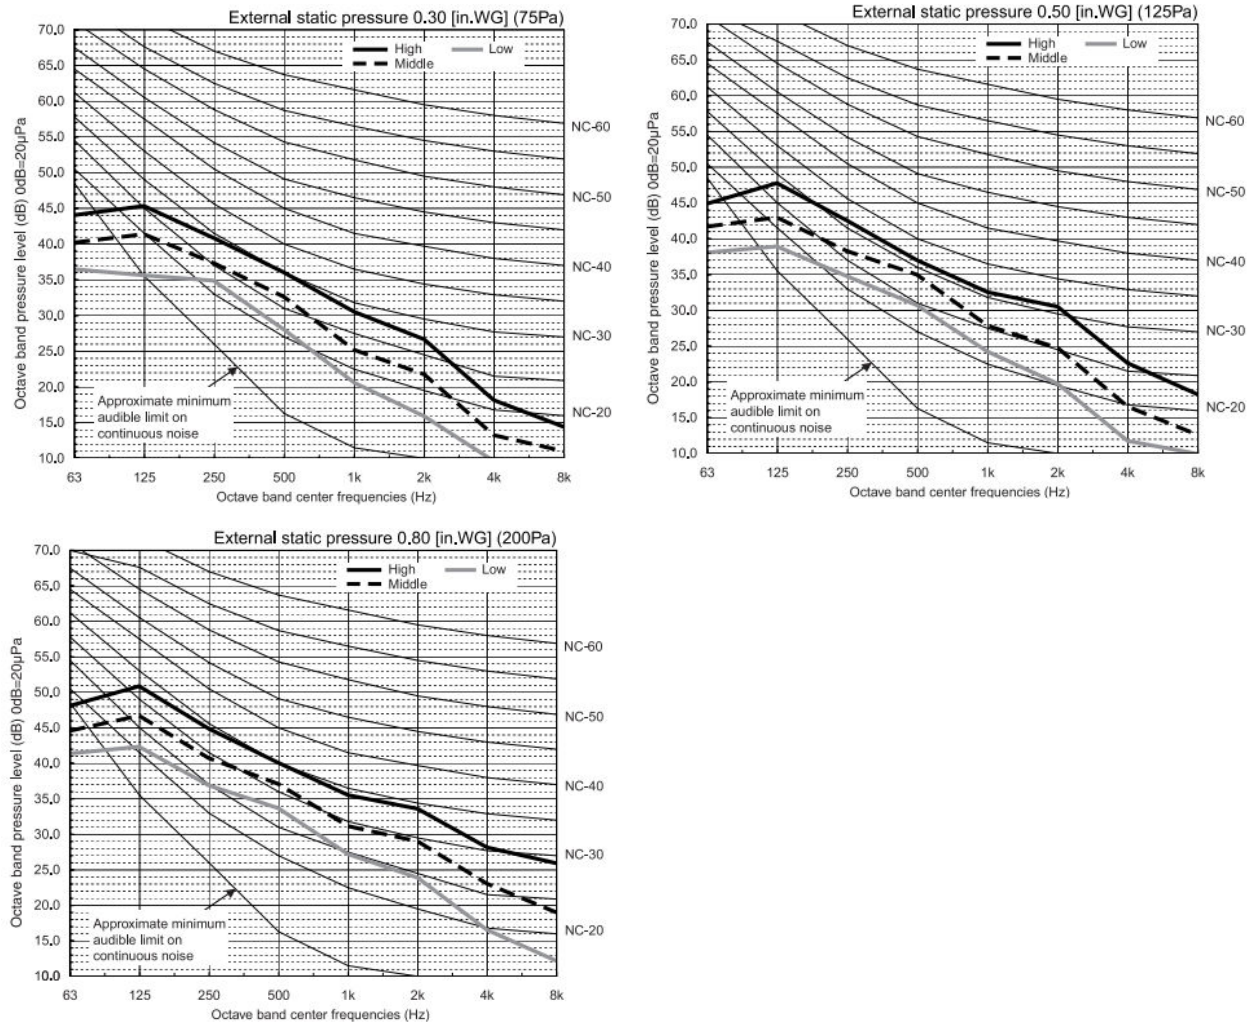 External static pressure 0.30 [in.WG] (75Pa)
70.0
65.0
60.0
55.0
50.0
45.0
40.0
35.0
30.0
25.0
20.0
15.0
10.0
Octave band pressure level (dB) 0dB=20μPa
High
Low
Middle
NC-60
NC-50
NC-40
NC-30
NC-20
Approximate minimum
audible limit on
continuous noise
63 125 250 500 1k 2k 4k 8k
Octave band center frequencies (Hz)
External static pressure 0.50 [in.WG] (125Pa)
70.0
65.0
60.0
55.0
50.0
45.0
40.0
35.0
30.0
25.0
20.0
15.0
10.0
Octave band pressure level (dB) 0dB=20μPa
High
Low
Middle
NC-60
NC-50
NC-40
NC-30
NC-20
Approximate minimum
audible limit on
continuous noise
63 125 250 500 1k 2k 4k 8k
Octave band center frequencies (Hz)
External static pressure 0.80 [in.WG] (200Pa)
70.0
65.0
60.0
55.0
50.0
45.0
40.0
35.0
30.0
25.0
20.0
15.0
10.0
Octave band pressure level (dB) 0dB=20μPa
High
Low
Middle
NC-60
NC-50
NC-40
NC-30
NC-20
Approximate minimum
audible limit on
continuous noise
63 125 250 500 1k 2k 4k 8k
Octave band center frequencies (Hz)